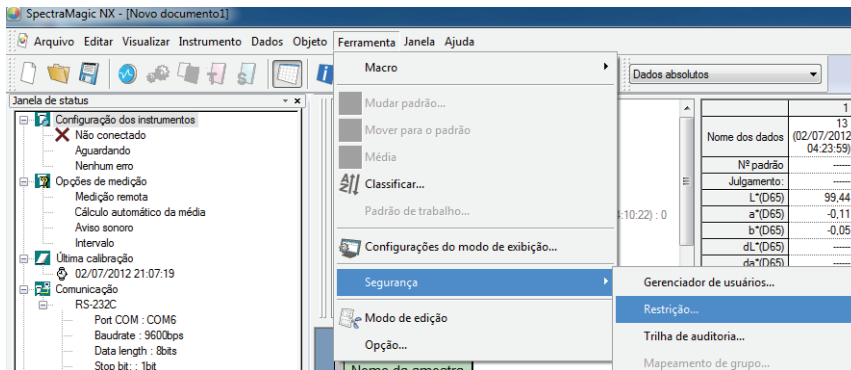 SpectraMagic NX - [Novo documento1]
Arquivo Editar Visualizar Instrumento Dados Objeto Ferramenta Janela Ajuda
Dados absolutos
Janela de status
Configuração dos instrumentos
Não conectado
Aguardando
Nenhum erro
Opções de medição
Medição remota
Cálculo automático da média
Aviso sonoro
Intervalo
Última calibração
02/07/2012 21:07:19
Comunicação
RS-232C
Port COM : COM6
Baudrate : 9600bps
Data length : 8bits
Stop bit: : 1bit
Macro
Mudar padrão...
Mover para o padrão
Média
Classificar...
Padrão de trabalho...
Configurações do modo de exibição...
Segurança
Modo de edição
Opção...
Gerenciador de usuários...
Restrição...
Trilha de auditoria...
Mapeamento de grupo...
4:10:22) : 0
1
Nome dos dados 13 (02/07/2012 04:23:59)
Nº padrão -----
Julgamento: -----
L*(D65) 99,44
a*(D65) -0,11
b*(D65) -0,05
dL*(D65) -----
da*(D65) -----
Nome da amostra